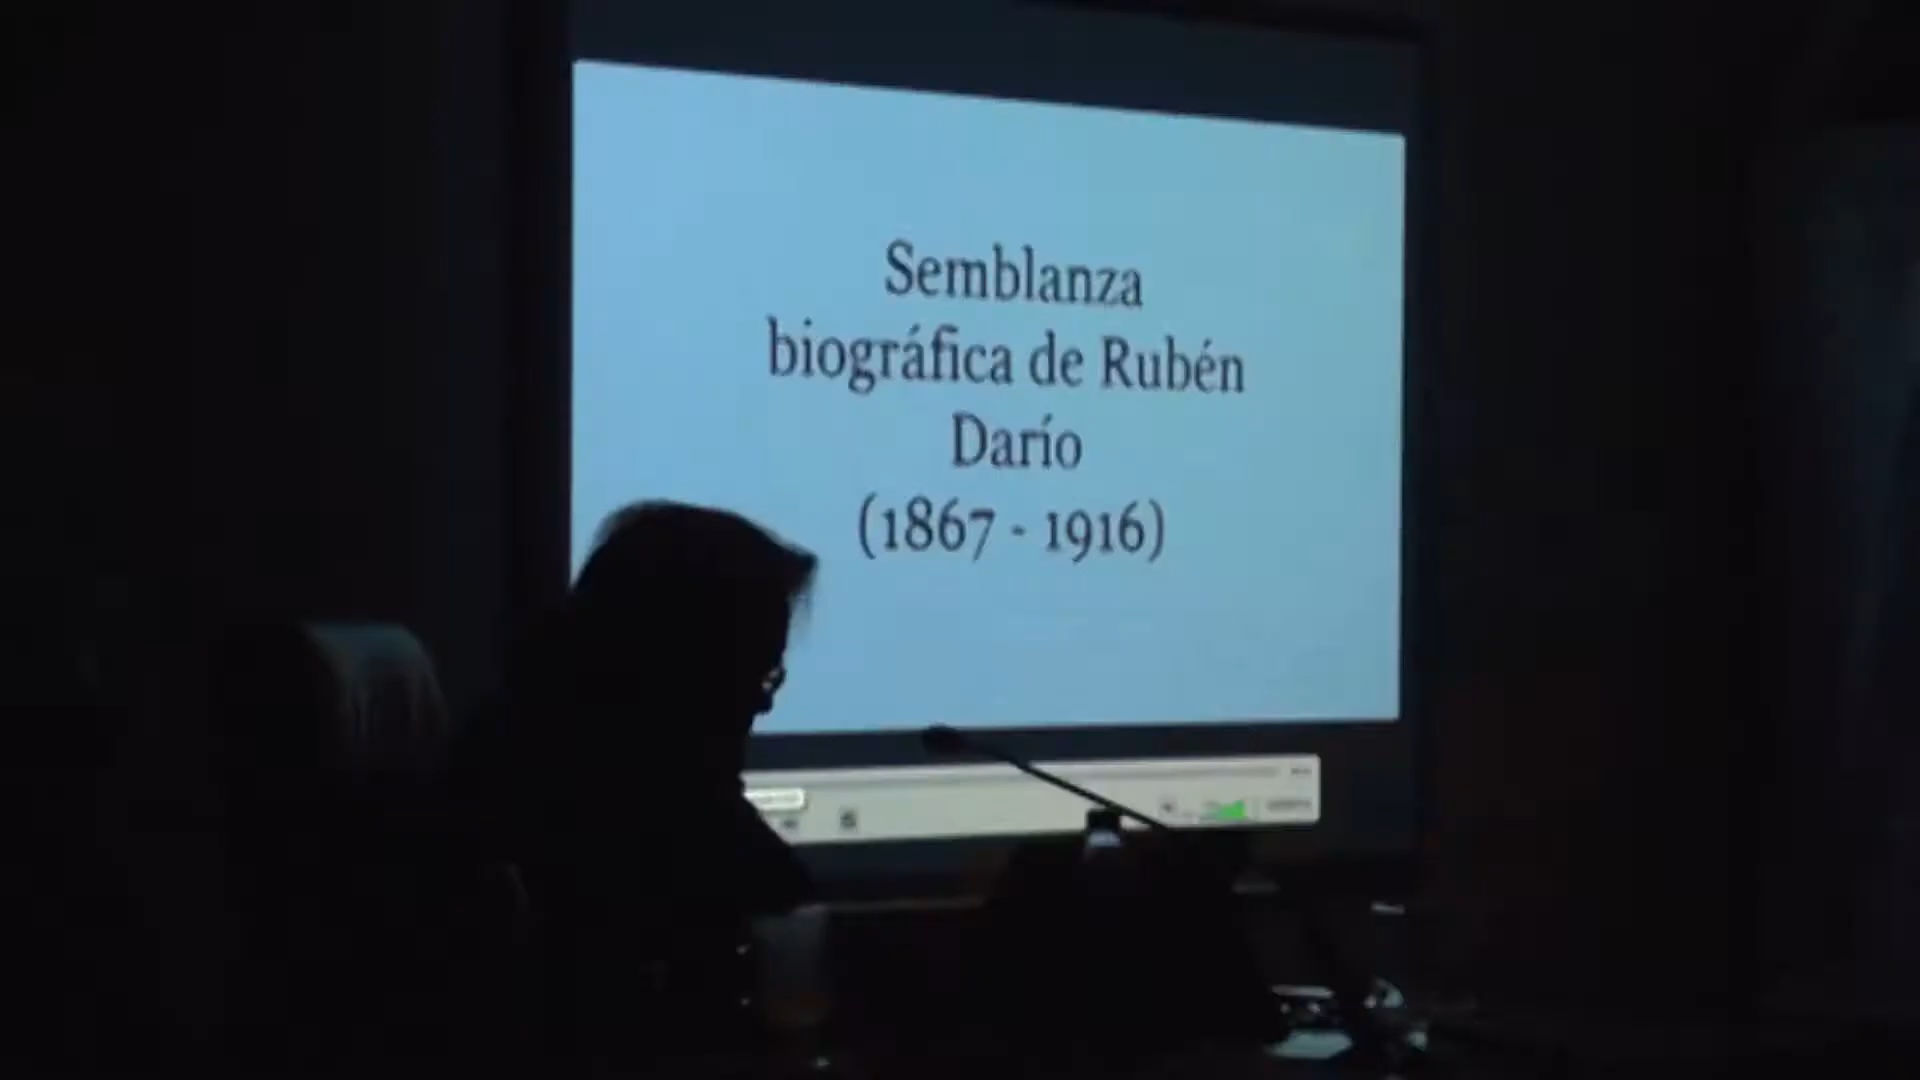 Semblanza
biográfica de Rubén
Darío
(1867 - 1916)